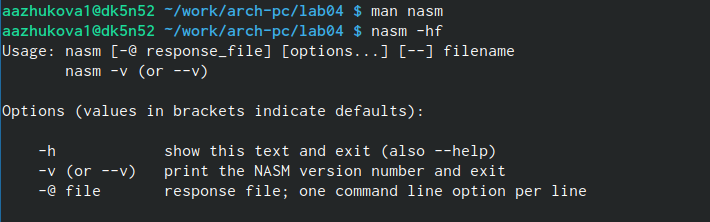 aazhukova1@dk5n52 ~/work/arch-pc/lab04 $ man nasm
aazhukova1@dk5n52 ~/work/arch-pc/lab04 $ nasm -hf
Usage: nasm [-@ response_file] [options...] [--] filename
       nasm -v (or --v)

Options (values in brackets indicate defaults):

    -h            show this text and exit (also --help)
    -v (or --v)   print the NASM version number and exit
    -@ file       response file; one command line option per line